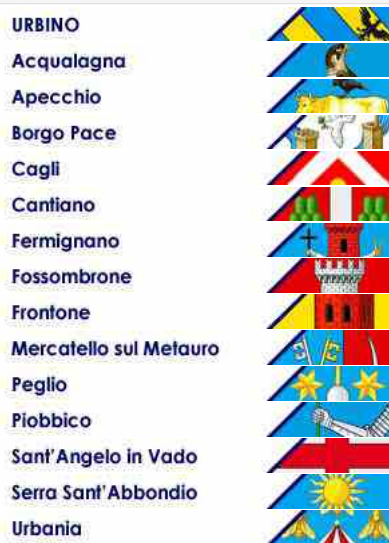 URBINO
Acqualagna
Apecchio
Borgo Pace
Cagli
Cantiano
Fermignano
Fossombrone
Frontone
Mercatello sul Metauro
Peglio
Piobbico
Sant'Angelo in Vado
Serra Sant'Abbondio
Urbania